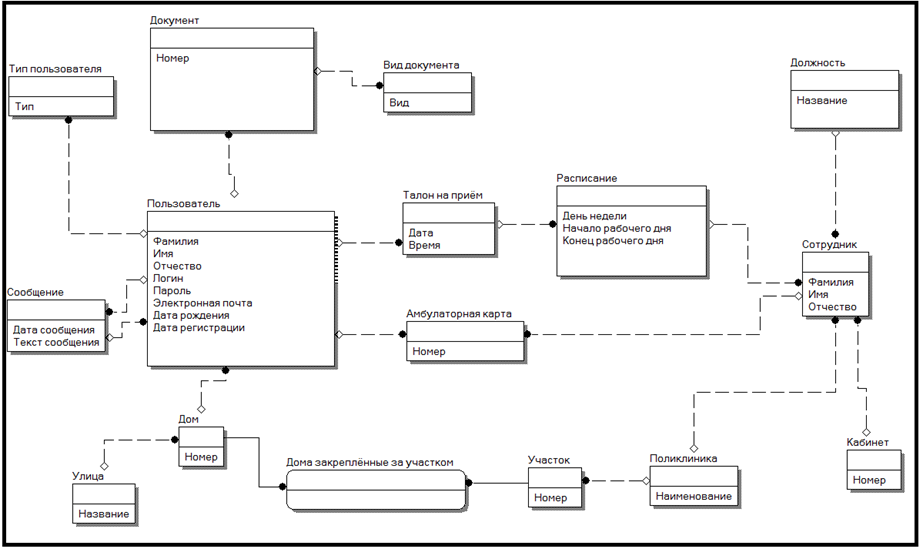 Документ
Номер
Тип пользователя
Тип
Вид документа
Вид
Должность
Название
Пользователь
Фамилия
Имя
Отчество
Логин
Пароль
Электронная почта
Дата рождения
Дата регистрации
Талон на приём
Дата
Время
Расписание
День недели
Начало рабочего дня
Конец рабочего дня
Сотрудник
Фамилия
Имя
Отчество
Сообщение
Дата сообщения
Текст сообщения
Амбулаторная карта
Номер
Дом
Номер
Улица
Название
Дома закреплённые за участком
Участок
Номер
Поликлиника
Наименование
Кабинет
Номер